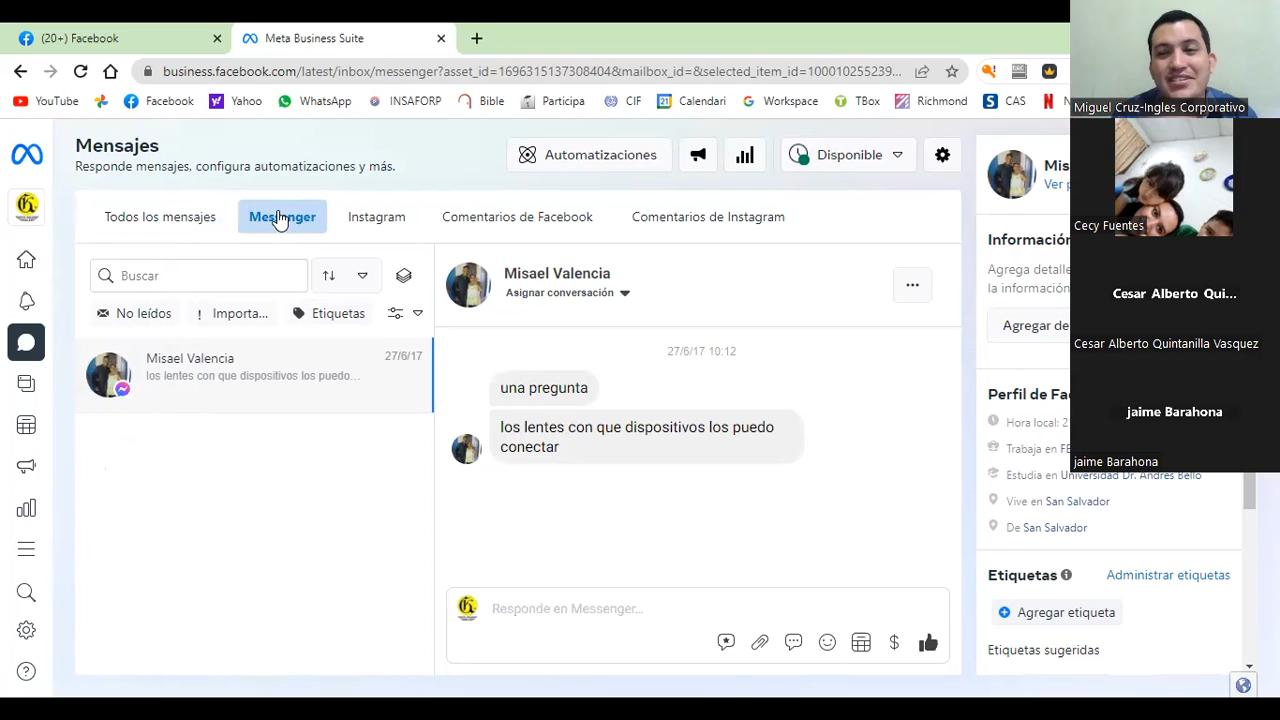 (20+) Facebook
Meta Business Suite
business.facebook.com/latest/inbox/messenger?asset_i=1696315137308404&mailbox_id=&selected_item_id=100010255239...
YouTube
Facebook
Yahoo
WhatsApp
INSAFORP
Bible
Participa
CIF
Calendari
Workspace
TBox
Richmond
CAS
Mensajes
Responde mensajes, configura automatizaciones y más.
Automatizaciones
Disponible
Todos los mensajes
Messenger
Instagram
Comentarios de Facebook
Comentarios de Instagram
Buscar
No leídos
Importa...
Etiquetas
Misael Valencia
27/6/17
los lentes con que dispositivos los puedo...
Misael Valencia
Asignar conversación
27/6/17 10:12
una pregunta
los lentes con que dispositivos los puedo
conectar
Responde en Messenger...
Mis
Ver p
Informació
Agrega detalle
la información
Agregar de
Perfil de Fac
Hora local: 2
Trabaja en FE
Estudia en Universidad Dr. Andres Bello
Vive en San Salvador
De San Salvador
Etiquetas
Administrar etiquetas
Agregar etiqueta
Etiquetas sugeridas
Miguel Cruz-Ingles Corporativo
Cecy Fuentes
Cesar Alberto Qui...
Cesar Alberto Quintanilla Vasquez
jaime Barahona
jaime Barahona